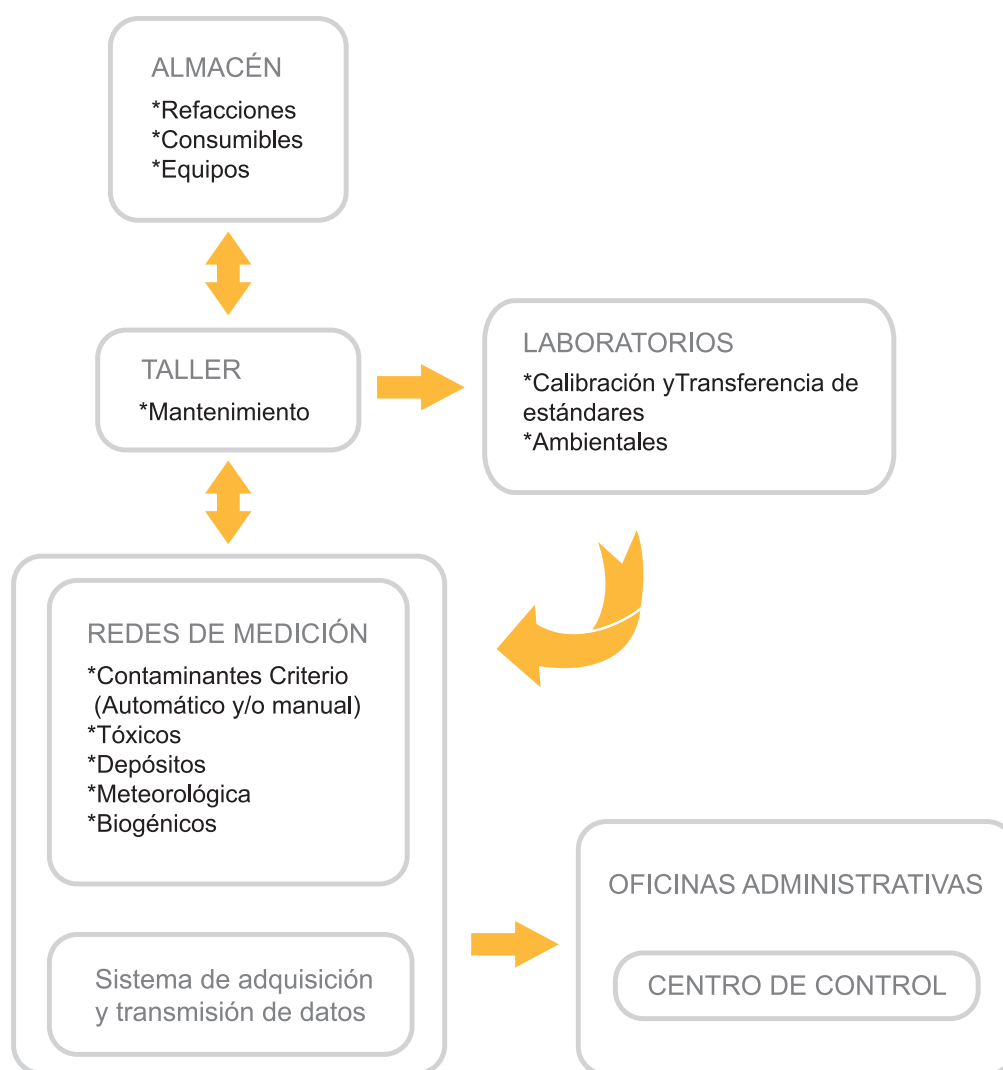 ALMACÉN
*Refacciones
*Consumibles
*Equipos
TALLER
*Mantenimiento
LABORATORIOS
*Calibración yTransferencia de
estándares
*Ambientales
REDES DE MEDICIÓN
*Contaminantes Criterio
(Automático y/o manual)
*Tóxicos
*Depósitos
*Meteorológica
*Biogénicos
Sistema de adquisición
y transmisión de datos
OFICINAS ADMINISTRATIVAS
CENTRO DE CONTROL